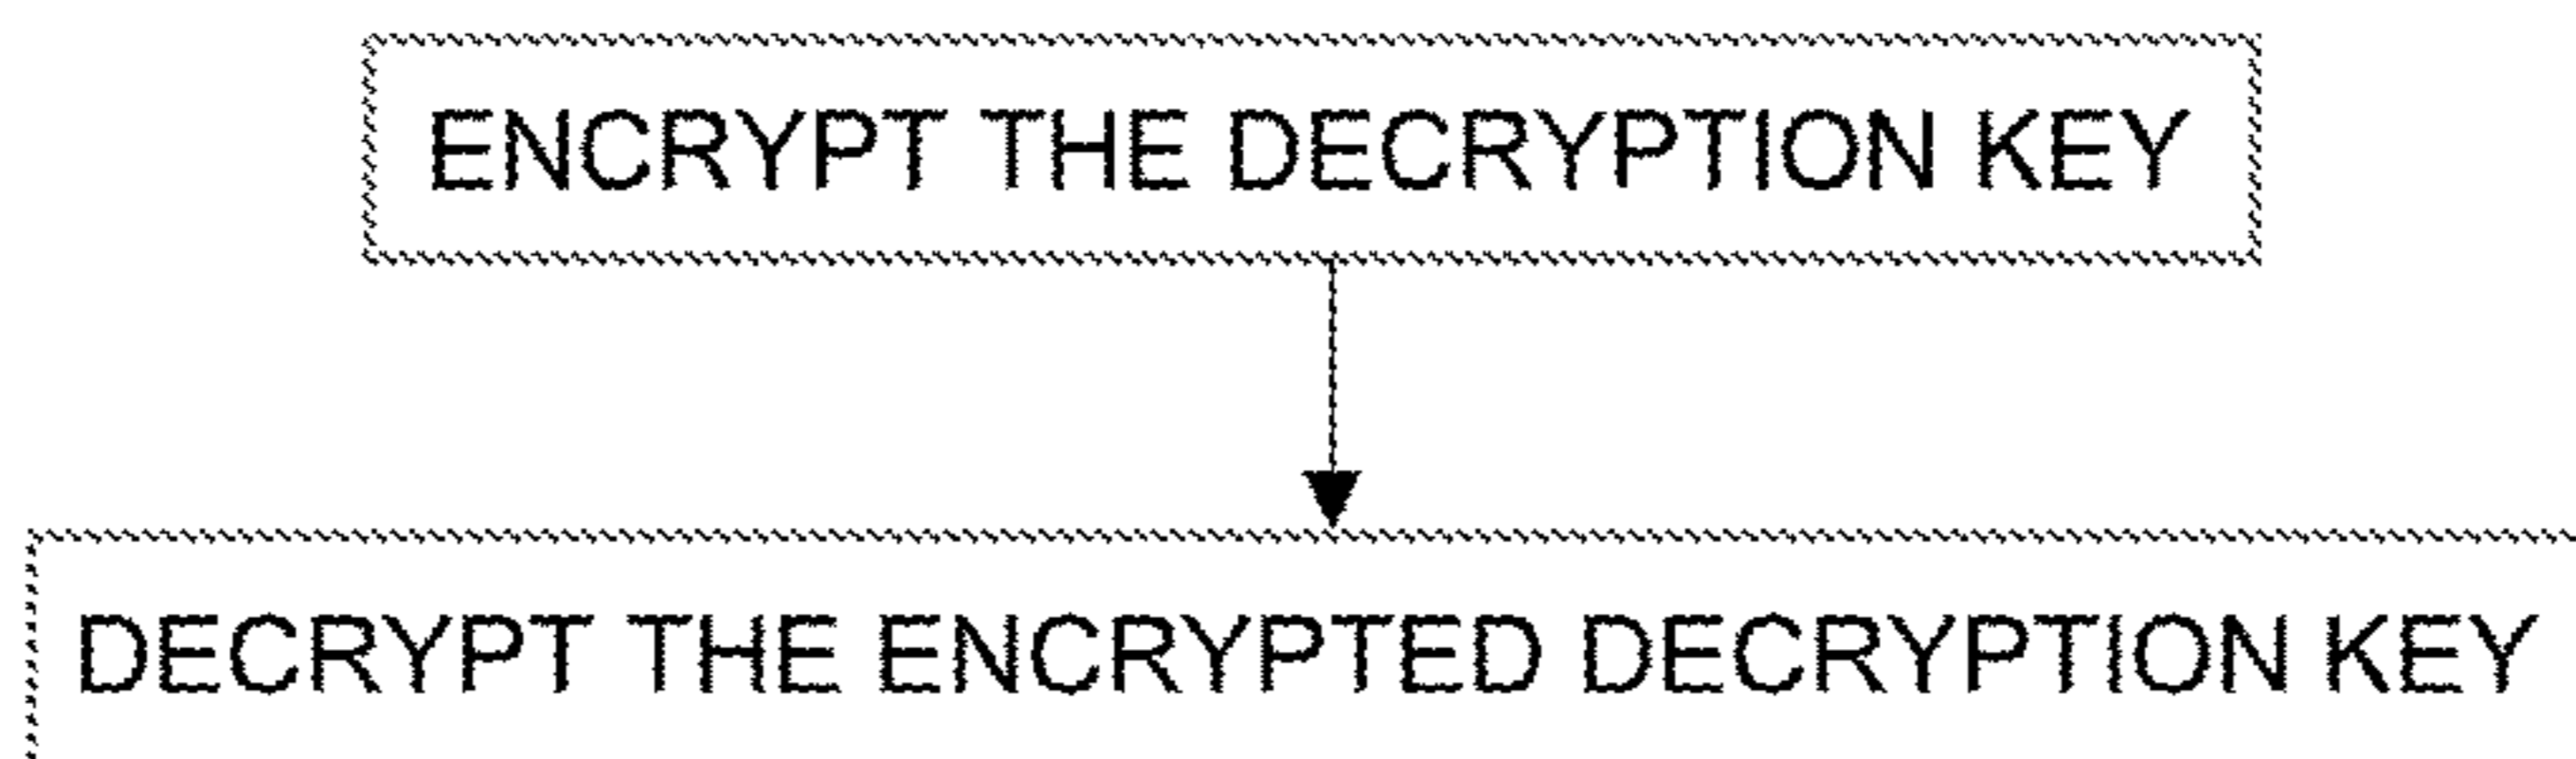 ENCRYPT THE DECRYPTION KEY
DECRYPT THE ENCRYPTED DECRYPTION KEY